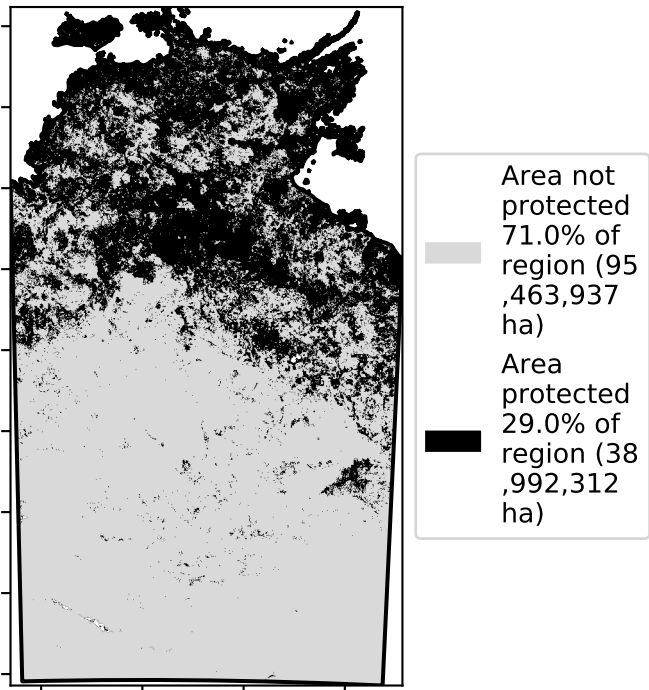 Area not
protected
71.0% of
region (95
,463,937
ha)
Area
protected
29.0% of
region (38
,992,312
ha)